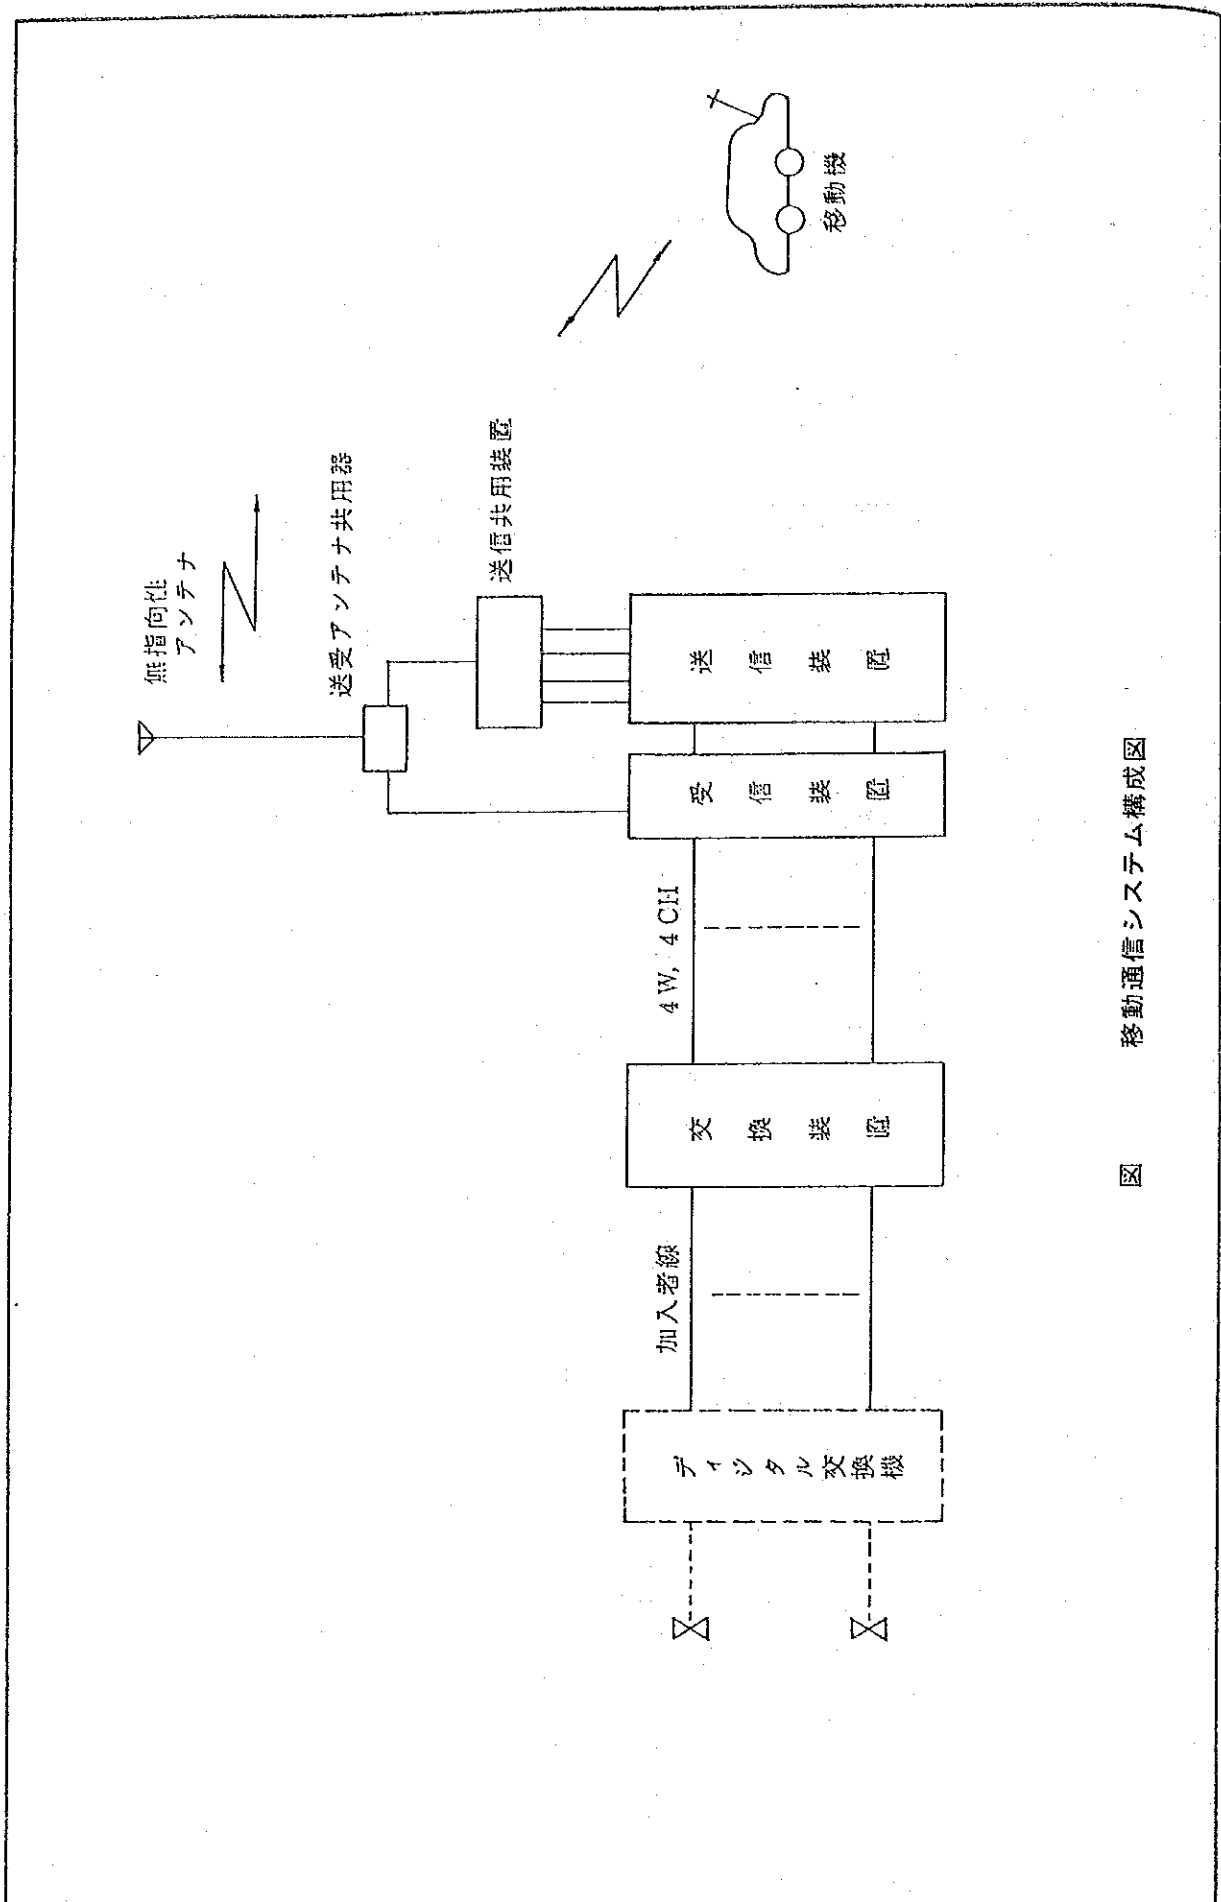 無指向性
アンテナ
送受アンテナ共用器
送信共用装置
移動機
ディジタル交換機
加入者線
交換装置
4W, 4CH
受信装置
送信装置
図 移動通信システム構成図